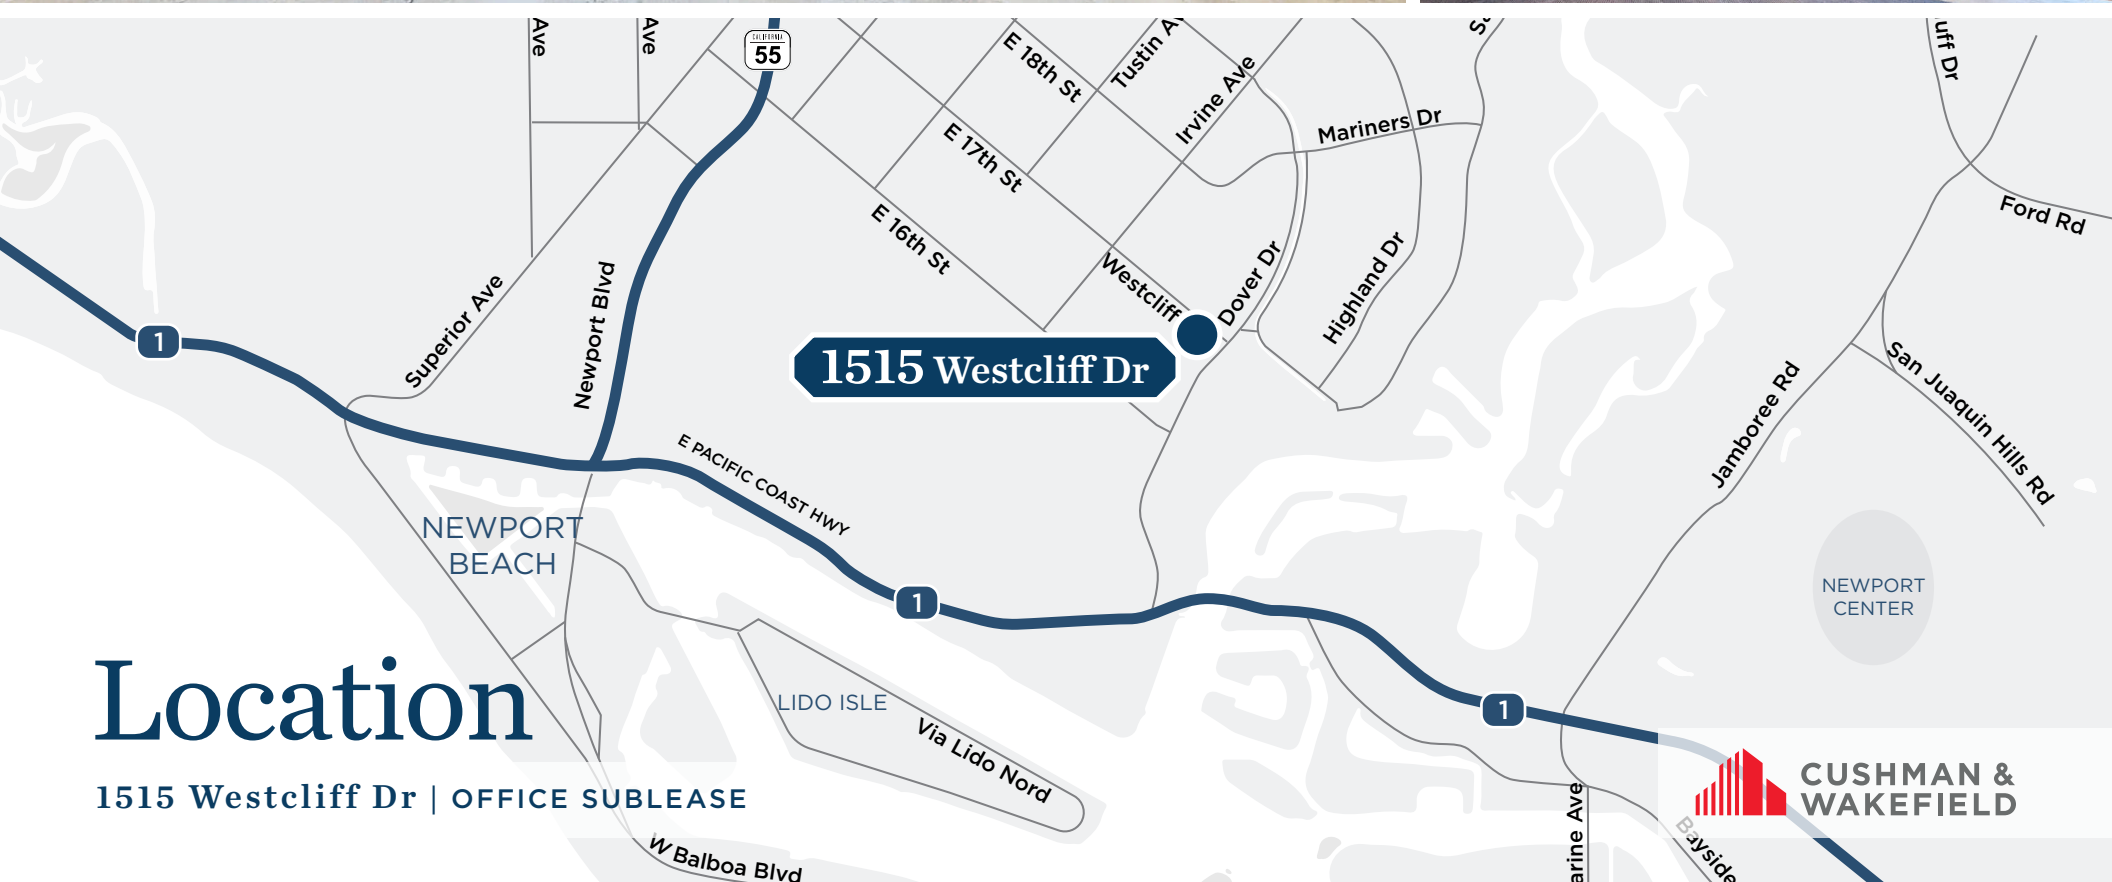 Ave
Ave
CALIFORNIA
55
E 18th St
Tustin A
Irvine Ave
uff Dr
Mariners Dr
E 17th St
Ford Rd
E 16th St
Westcliff
Dover Dr
Highland Dr
Superior Ave
Newport Blvd
1
1515 Westcliff Dr
San Juaquin Hills Rd
Jamboree Rd
E PACIFIC COAST HWY
NEWPORT
BEACH
1
NEWPORT
CENTER
LIDO ISLE
Via Lido Nord
1
Location
1515 Westcliff Dr | OFFICE SUBLEASE
CUSHMAN &
WAKEFIELD
W Balboa Blvd
arine Ave
Bayside